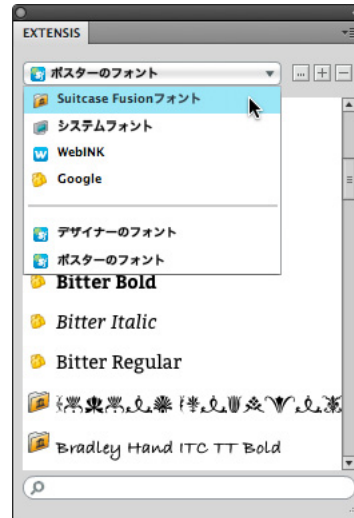 EXTENSIS
ポスターのフォント
Suitcase Fusionフォント
システムフォント
WebINK
Google
デザイナーのフォント
ポスターのフォント
Bitter Bold
Bitter Italic
Bitter Regular
Bradley Hand ITC TT Bold